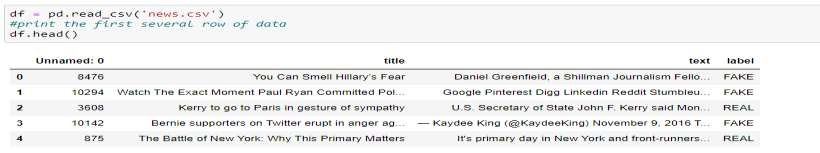 df = pd.read_csv('news.csv')
#print the first several row of data
df.head()
Unnamed: 0 title text label
0 8476 You Can Smell Hillary's Fear Daniel Greenfield, a Shillman Journalism Fello... FAKE
1 10294 Watch The Exact Moment Paul Ryan Committed Pol... Google Pinterest Digg Linkedin Reddit Stumbleu... FAKE
2 3608 Kerry to go to Paris in gesture of sympathy U.S. Secretary of State John F. Kerry said Mon... REAL
3 10142 Bernie supporters on Twitter erupt in anger ag... — Kaydee King (@KaydeeKing) November 9, 2016 T... FAKE
4 875 The Battle of New York: Why This Primary Matters It's primary day in New York and front-runners... REAL